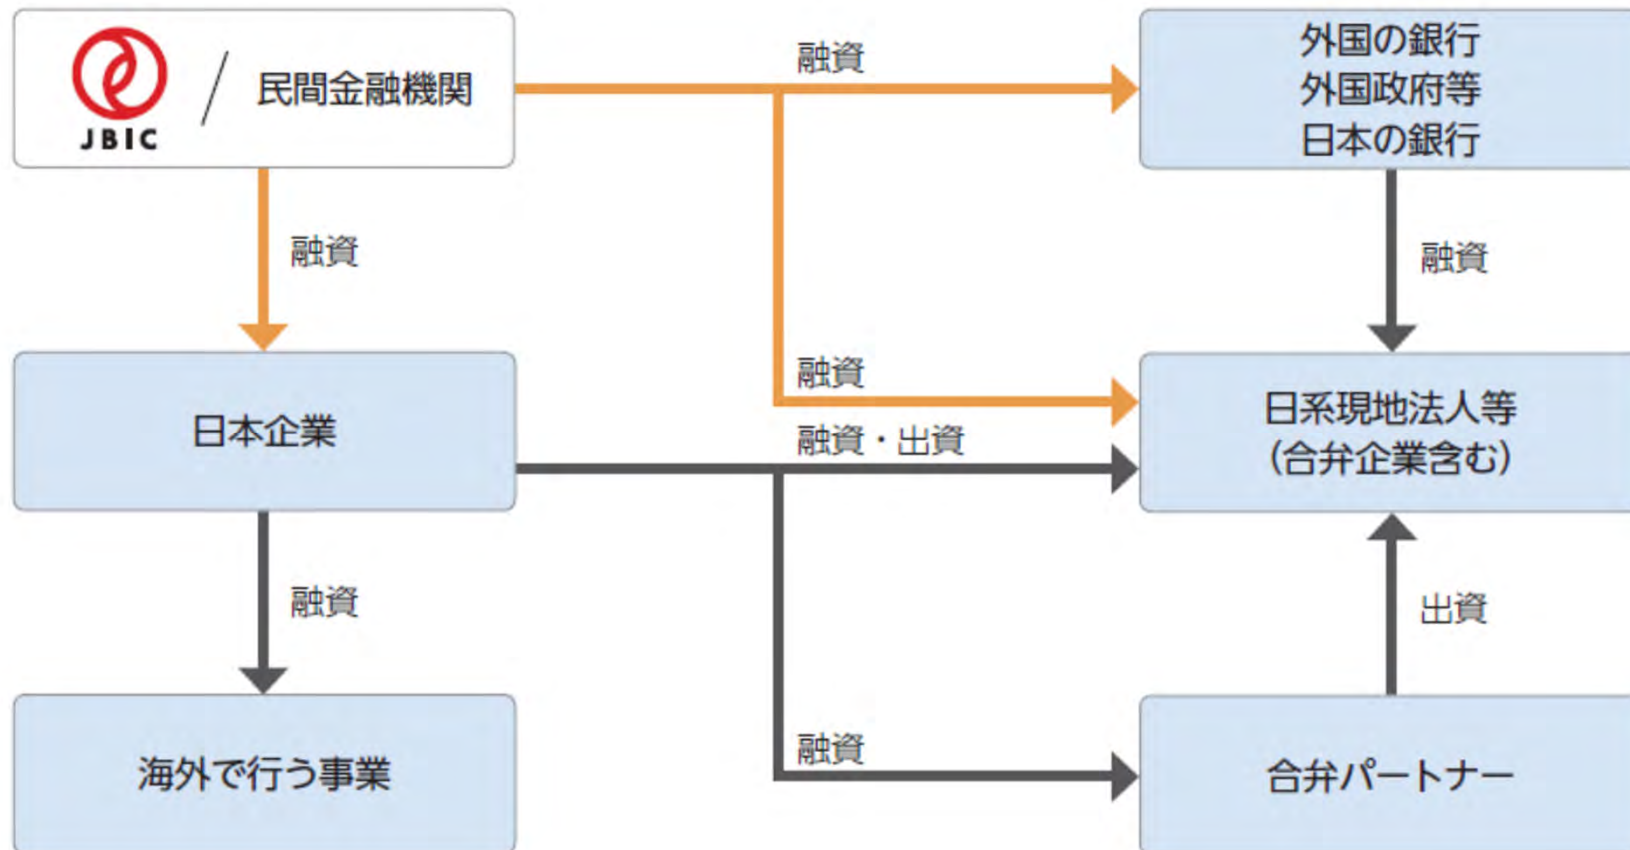 JBIC
/ 民間金融機関
融資
外国の銀行
外国政府等
日本の銀行
融資
融資
融資
日本企業
融資・出資
日系現地法人等
(合弁企業含む)
融資
出資
融資
海外で行う事業
合弁パートナー